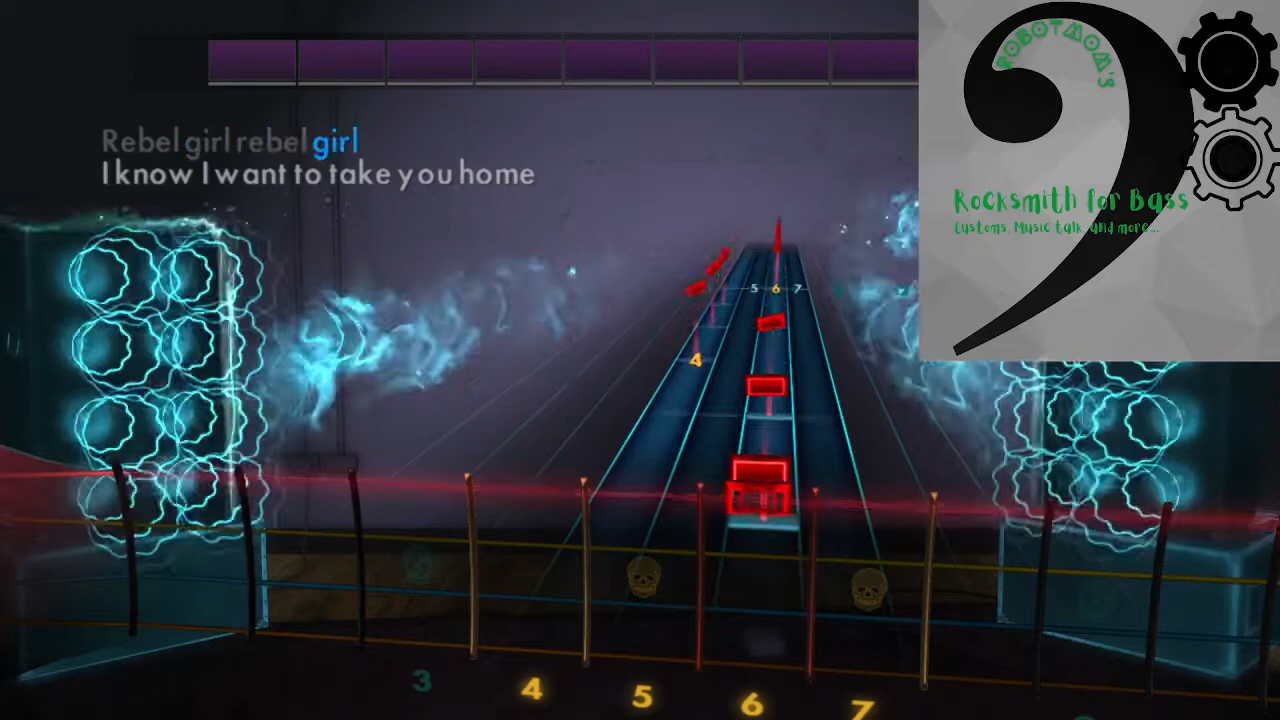 ROBOTMOM'S
Rebel girl rebel girl
I know I want to take you home
Rocksmith for Bass
Customs, Music talk, and more...
5 6 7
4
3 4 5 6 7